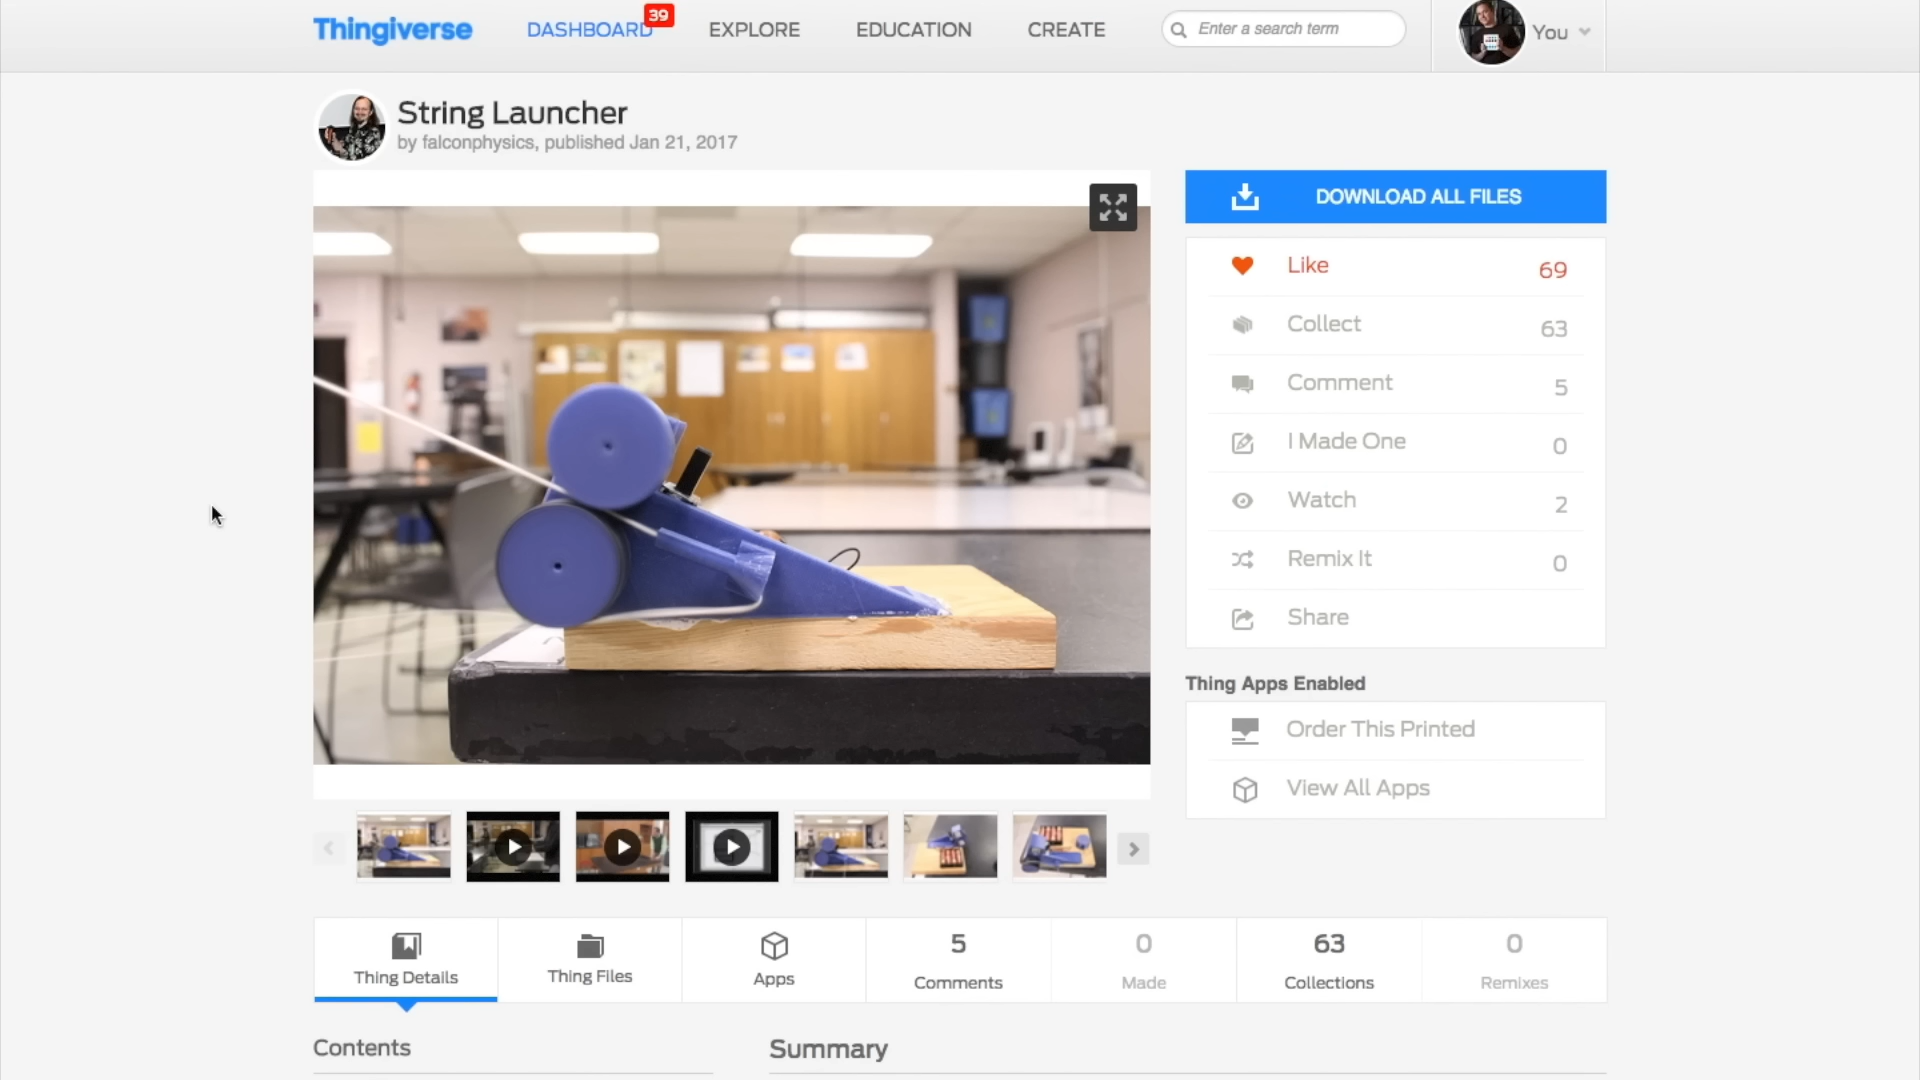 Thingiverse
DASHBOARD
39
EXPLORE
EDUCATION
CREATE
Enter a search term
You
String Launcher
by falconphysics, published Jan 21, 2017
DOWNLOAD ALL FILES
Like 69
Collect 63
Comment 5
I Made One 0
Watch 2
Remix It 0
Share
Thing Apps Enabled
Order This Printed
View All Apps
Thing Details
Thing Files
Apps
5
Comments
0
Made
63
Collections
0
Remixes
Contents
Summary